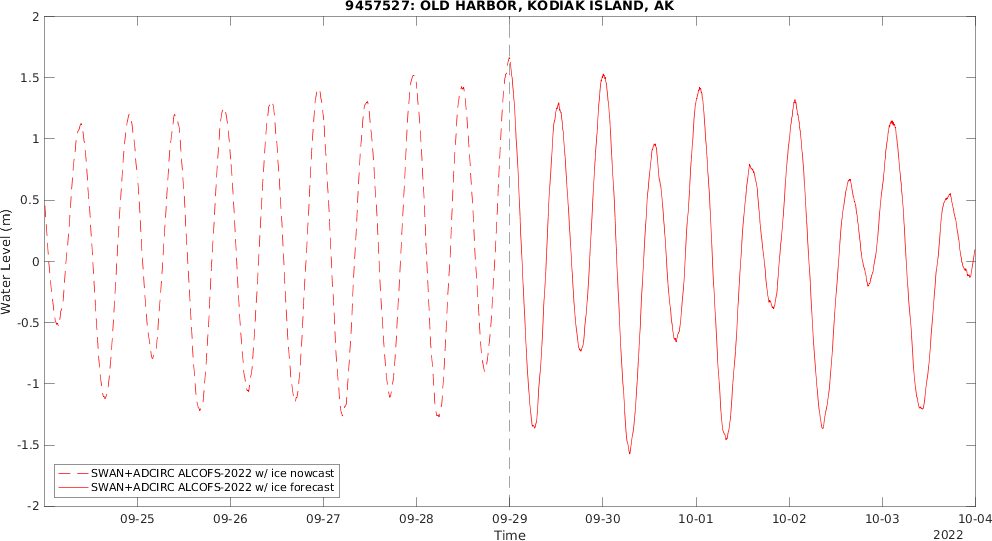 9457527: OLD HARBOR, KODIAK ISLAND, AK
2
1.5
1
0.5
0
-0.5
-1
-1.5
-2
Water Level (m)
SWAN+ADCIRC ALCOFS-2022 w/ ice nowcast
SWAN+ADCIRC ALCOFS-2022 w/ ice forecast
09-25 09-26 09-27 09-28 09-29 09-30 10-01 10-02 10-03 10-04
Time
2022